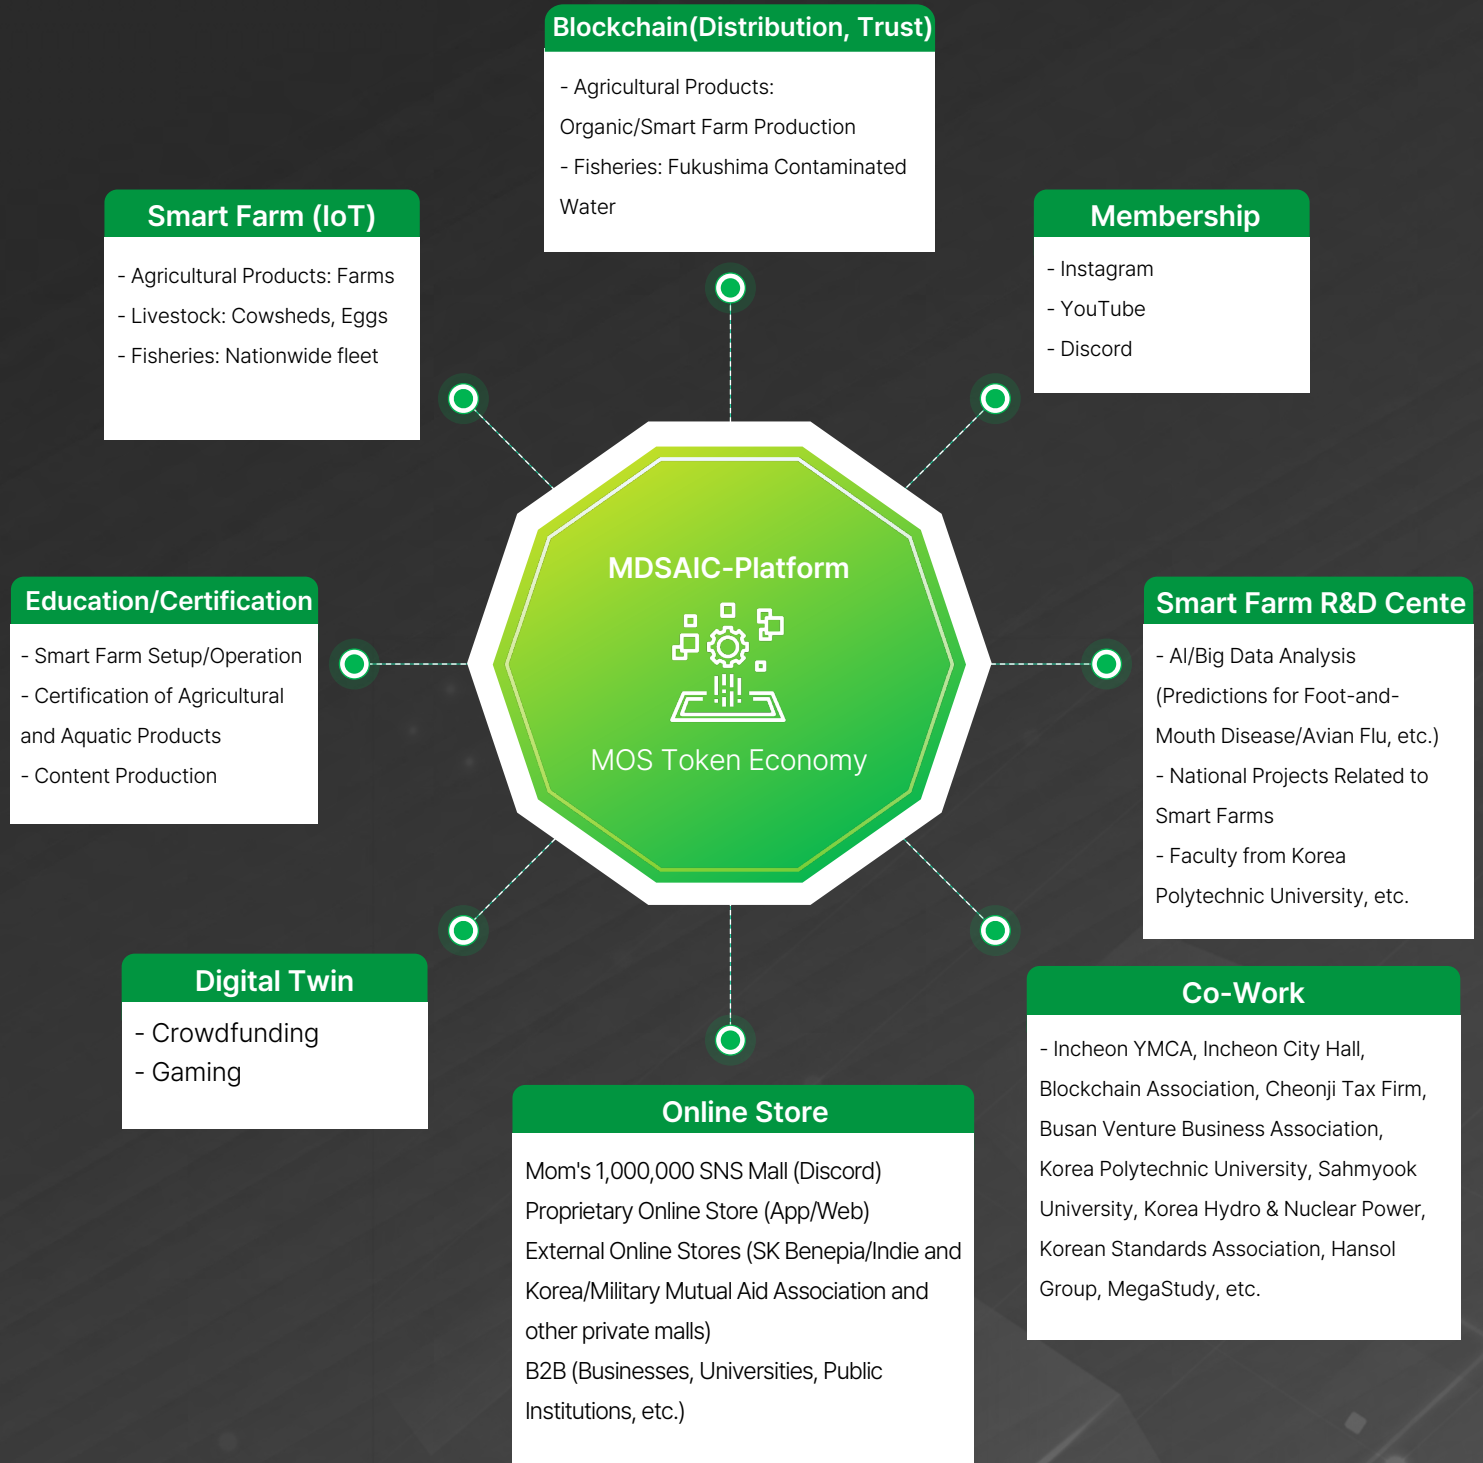 Blockchain(Distribution, Trust)
- Agricultural Products:
Organic/Smart Farm Production
- Fisheries: Fukushima Contaminated
Water
Smart Farm (IoT)
- Agricultural Products: Farms
- Livestock: Cowsheds, Eggs
- Fisheries: Nationwide fleet
Membership
- Instagram
- YouTube
- Discord
MDSAIC-Platform
MOS Token Economy
Education/Certification
- Smart Farm Setup/Operation
- Certification of Agricultural
and Aquatic Products
- Content Production
Smart Farm R&D Cente
- AI/Big Data Analysis
(Predictions for Foot-and-
Mouth Disease/Avian Flu, etc.)
- National Projects Related to
Smart Farms
- Faculty from Korea
Polytechnic University, etc.
Digital Twin
- Crowdfunding
- Gaming
Online Store
Mom's 1,000,000 SNS Mall (Discord)
Proprietary Online Store (App/Web)
External Online Stores (SK Benepia/Indie and
Korea/Military Mutual Aid Association and
other private malls)
B2B (Businesses, Universities, Public
Institutions, etc.)
Co-Work
- Incheon YMCA, Incheon City Hall,
Blockchain Association, Cheonji Tax Firm,
Busan Venture Business Association,
Korea Polytechnic University, Sahmyook
University, Korea Hydro & Nuclear Power,
Korean Standards Association, Hansol
Group, MegaStudy, etc.